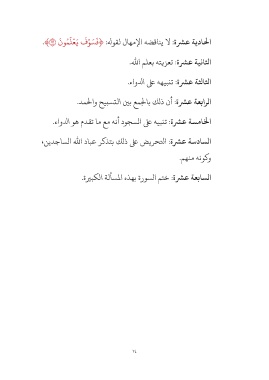 الحادية عشرة: لا يناقضه الإمهال لقوله: ﴿فَسَوْفَ يَعْلَمُونَ ۝﴾.
الثانية عشرة: تعزيته بعلم الله.
الثالثة عشرة: تنبيهه على الدواء.
الرابعة عشرة: أن ذلك بالجمع بين التسبيح والحمد.
الخامسة عشرة: تنبيه على السجود أنه مع ما تقدم هو الدواء.
السادسة عشرة: التحريض على ذلك بتذكر عباد الله الساجدين،
وكونه منهم.
السابعة عشرة: ختم السورة بهذه المسألة الكبيرة.